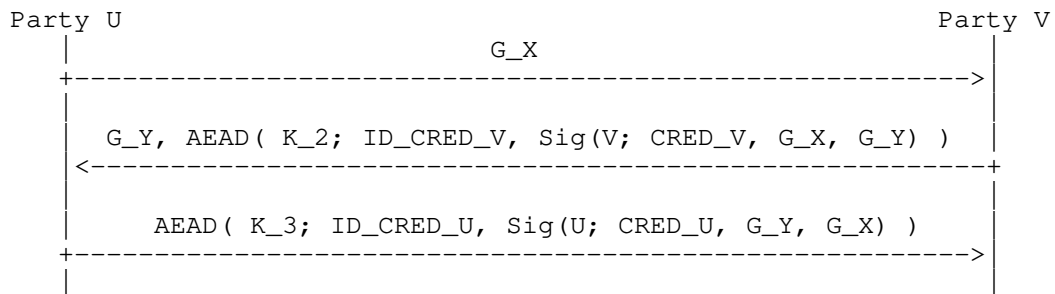 Party U Party V
G_X
G_Y, AEAD( K_2; ID_CRED_V, Sig(V; CRED_V, G_X, G_Y) )
AEAD( K_3; ID_CRED_U, Sig(U; CRED_U, G_Y, G_X) )